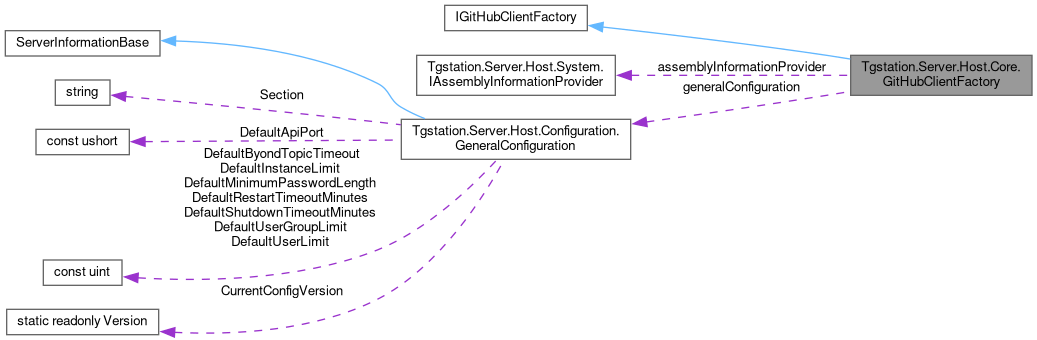 IGitHubClientFactory
ServerInformationBase
Tgstation.Server.Host.System.
IAssemblyInformationProvider
assemblyInformationProvider
Tgstation.Server.Host.Core.
GitHubClientFactory
generalConfiguration
string
Section
const ushort
DefaultApiPort
Tgstation.Server.Host.Configuration.
GeneralConfiguration
DefaultByondTopicTimeout
DefaultInstanceLimit
DefaultMinimumPasswordLength
DefaultRestartTimeoutMinutes
DefaultShutdownTimeoutMinutes
DefaultUserGroupLimit
DefaultUserLimit
const uint
CurrentConfigVersion
static readonly Version